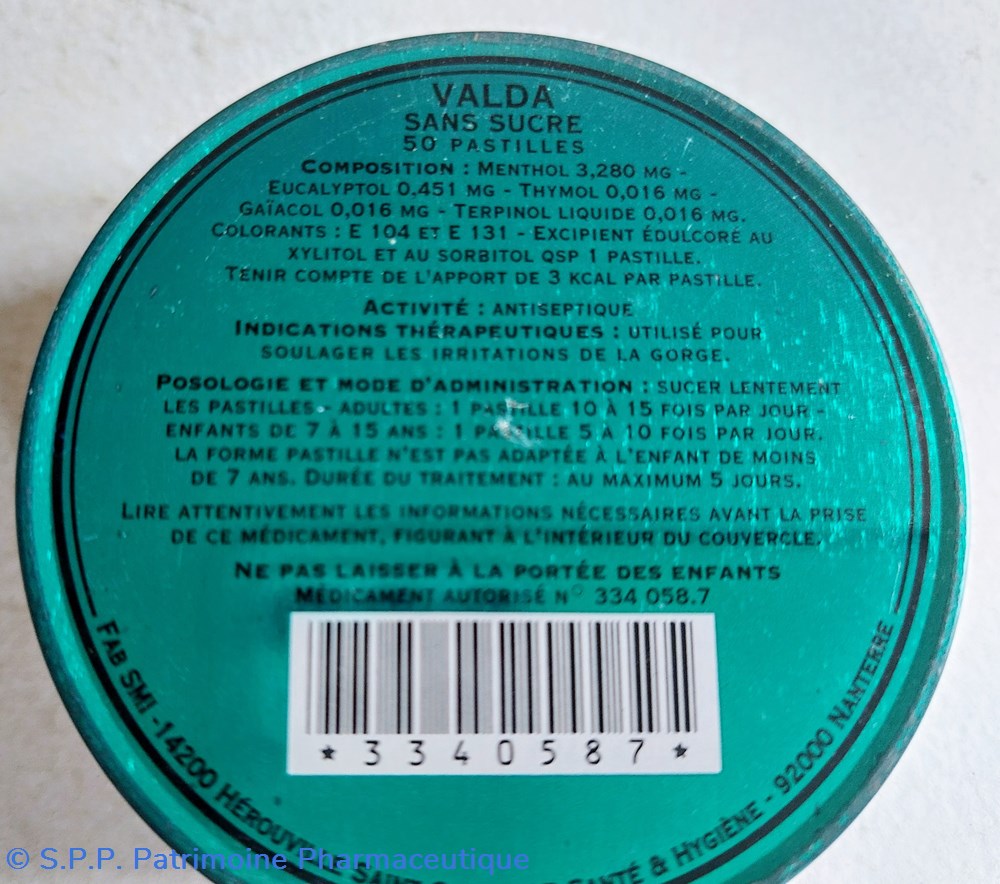 VALDA
SANS SUCRE
50 PASTILLES
COMPOSITION : MENTHOL 3,280 MG -
EUCALYPTOL 0,451 MG - THYMOL 0,016 MG -
GAÏACOL 0,016 MG - TERPINOL LIQUIDE 0,016 MG.
COLORANTS : E 104 ET E 131 - EXCIPIENT ÉDULCORÉ AU
XYLITOL ET AU SORBITOL QSP 1 PASTILLE.
TENIR COMPTE DE L'APPORT DE 3 KCAL PAR PASTILLE.
ACTIVITÉ : ANTISEPTIQUE
INDICATIONS THÉRAPEUTIQUES : UTILISÉ POUR
SOULAGER LES IRRITATIONS DE LA GORGE.
POSOLOGIE ET MODE D'ADMINISTRATION : SUCER LENTEMENT
LES PASTILLES - ADULTES : 1 PASTILLE 10 À 15 FOIS PAR JOUR -
ENFANTS DE 7 À 15 ANS : 1 PASTILLE 5 À 10 FOIS PAR JOUR.
LA FORME PASTILLE N'EST PAS ADAPTÉE À L'ENFANT DE MOINS
DE 7 ANS. DURÉE DU TRAITEMENT : AU MAXIMUM 5 JOURS.
LIRE ATTENTIVEMENT LES INFORMATIONS NÉCESSAIRES AVANT LA PRISE
DE CE MÉDICAMENT, FIGURANT À L'INTÉRIEUR DU COUVERCLE.
NE PAS LAISSER À LA PORTÉE DES ENFANTS
MÉDICAMENT AUTORISÉ N° 334 058.7
* 3340587 *
FAB SMI - 14200 SANTÉ & HYGIÈNE - 92000 NANTERRE
© S.P.P. Patrimoine Pharmaceutique